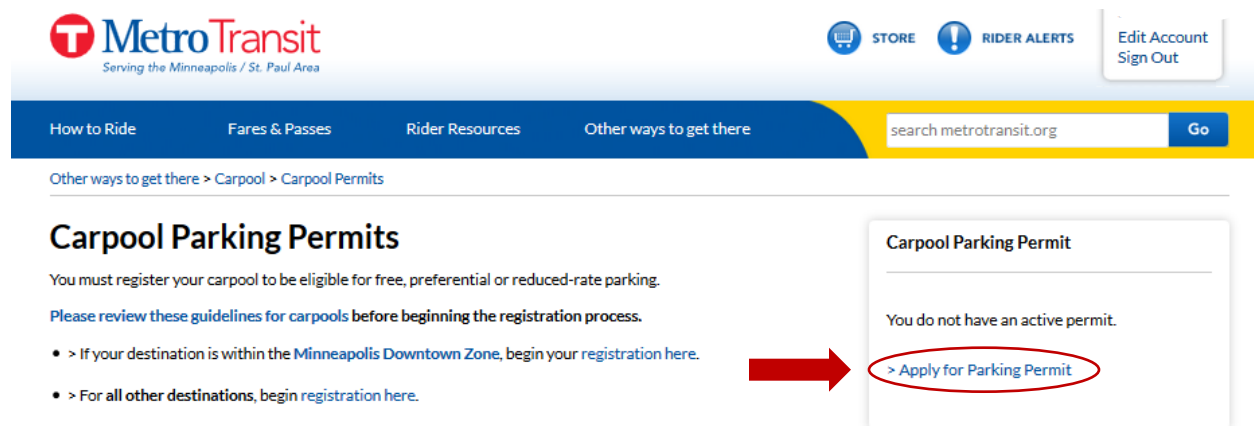 T MetroTransit
Serving the Minneapolis / St. Paul Area
STORE
! RIDER ALERTS
Edit Account
Sign Out
How to Ride
Fares & Passes
Rider Resources
Other ways to get there
search metrotransit.org
Go
Other ways to get there > Carpool > Carpool Permits
Carpool Parking Permits
You must register your carpool to be eligible for free, preferential or reduced-rate parking.
Please review these guidelines for carpools before beginning the registration process.
• > If your destination is within the Minneapolis Downtown Zone, begin your registration here.
• > For all other destinations, begin registration here.
Carpool Parking Permit
You do not have an active permit.
> Apply for Parking Permit